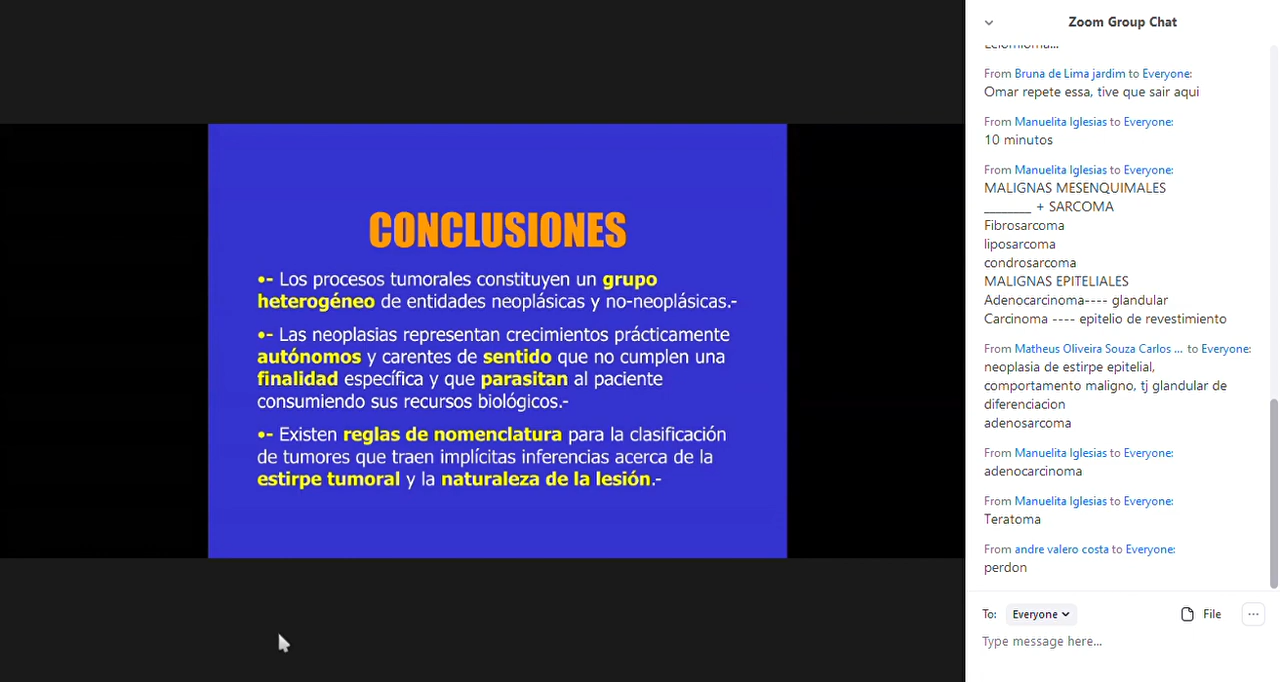 CONCLUSIONES
•- Los procesos tumorales constituyen un grupo
heterogéneo de entidades neoplásicas y no-neoplásicas.-
•- Las neoplasias representan crecimientos prácticamente
autónomos y carentes de sentido que no cumplen una
finalidad específica y que parasitan al paciente
consumiendo sus recursos biológicos.-
•- Existen reglas de nomenclatura para la clasificación
de tumores que traen implícitas inferencias acerca de la
estirpe tumoral y la naturaleza de la lesión.-
Zoom Group Chat
From Bruna de Lima jardim to Everyone:
Omar repete essa, tive que sair aqui
From Manuelita Iglesias to Everyone:
10 minutos
From Manuelita Iglesias to Everyone:
MALIGNAS MESENQUIMALES
________ + SARCOMA
Fibrosarcoma
liposarcoma
condrosarcoma
MALIGNAS EPITELIALES
Adenocarcinoma---- glandular
Carcinoma ---- epitelio de revestimiento
From Matheus Oliveira Souza Carlos ... to Everyone:
neoplasia de estirpe epitelial,
comportamento maligno, tj glandular de
diferenciacion
adenosarcoma
From Manuelita Iglesias to Everyone:
adenocarcinoma
From Manuelita Iglesias to Everyone:
Teratoma
From andre valero costa to Everyone:
perdon
To: Everyone File ...
Type message here...